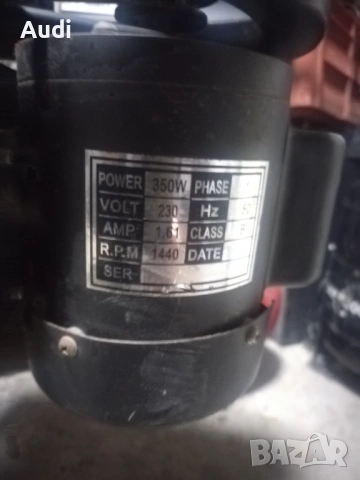 Audi
POWER 350W PHASE
VOLT 230 Hz 50
AMP 1.61 CLASS
R.P.M 1440 DATE
SER
BAZAR